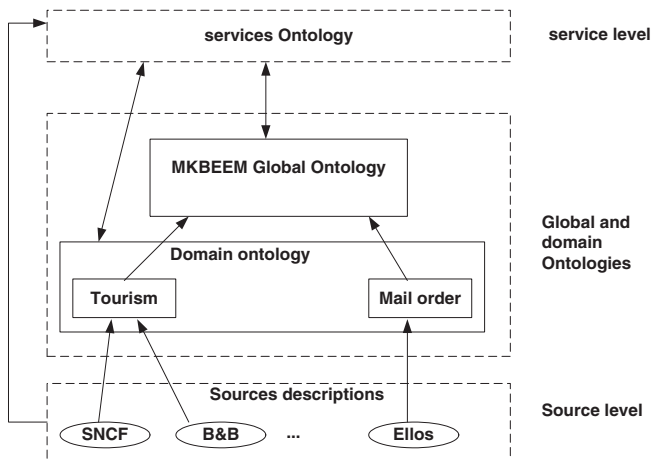 services Ontology
service level
MKBEEM Global Ontology
Global and
domain
Ontologies
Domain ontology
Tourism
Mail order
Sources descriptions
Source level
SNCF
B&B
...
Ellos